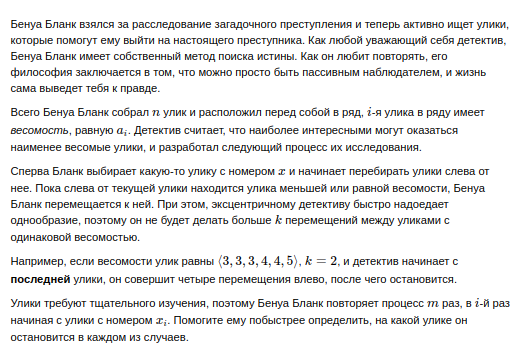 Бенуа Бланк взялся за расследование загадочного преступления и теперь активно ищет улики,
которые помогут ему выйти на настоящего преступника. Как любой уважающий себя детектив,
Бенуа Бланк имеет собственный метод поиска истины. Как он любит повторять, его
философия заключается в том, что можно просто быть пассивным наблюдателем, и жизнь
сама выведет тебя к правде.
Всего Бенуа Бланк собрал n улик и расположил перед собой в ряд, i-я улика в ряду имеет
весомость, равную aᵢ. Детектив считает, что наиболее интересными могут оказаться
наименее весомые улики, и разработал следующий процесс их исследования.
Сперва Бланк выбирает какую-то улику с номером x и начинает перебирать улики слева от
нее. Пока слева от текущей улики находится улика меньшей или равной весомости, Бенуа
Бланк перемещается к ней. При этом, эксцентричному детективу быстро надоедает
однообразие, поэтому он не будет делать больше k перемещений между уликами с
одинаковой весомостью.
Например, если весомости улик равны ⟨3, 3, 3, 4, 4, 5⟩, k = 2, и детектив начинает с
последней улики, он совершит четыре перемещения влево, после чего остановится.
Улики требуют тщательного изучения, поэтому Бенуа Бланк повторяет процесс m раз, в i-й раз
начиная с улики с номером xᵢ. Помогите ему побыстрее определить, на какой улике он
остановится в каждом из случаев.